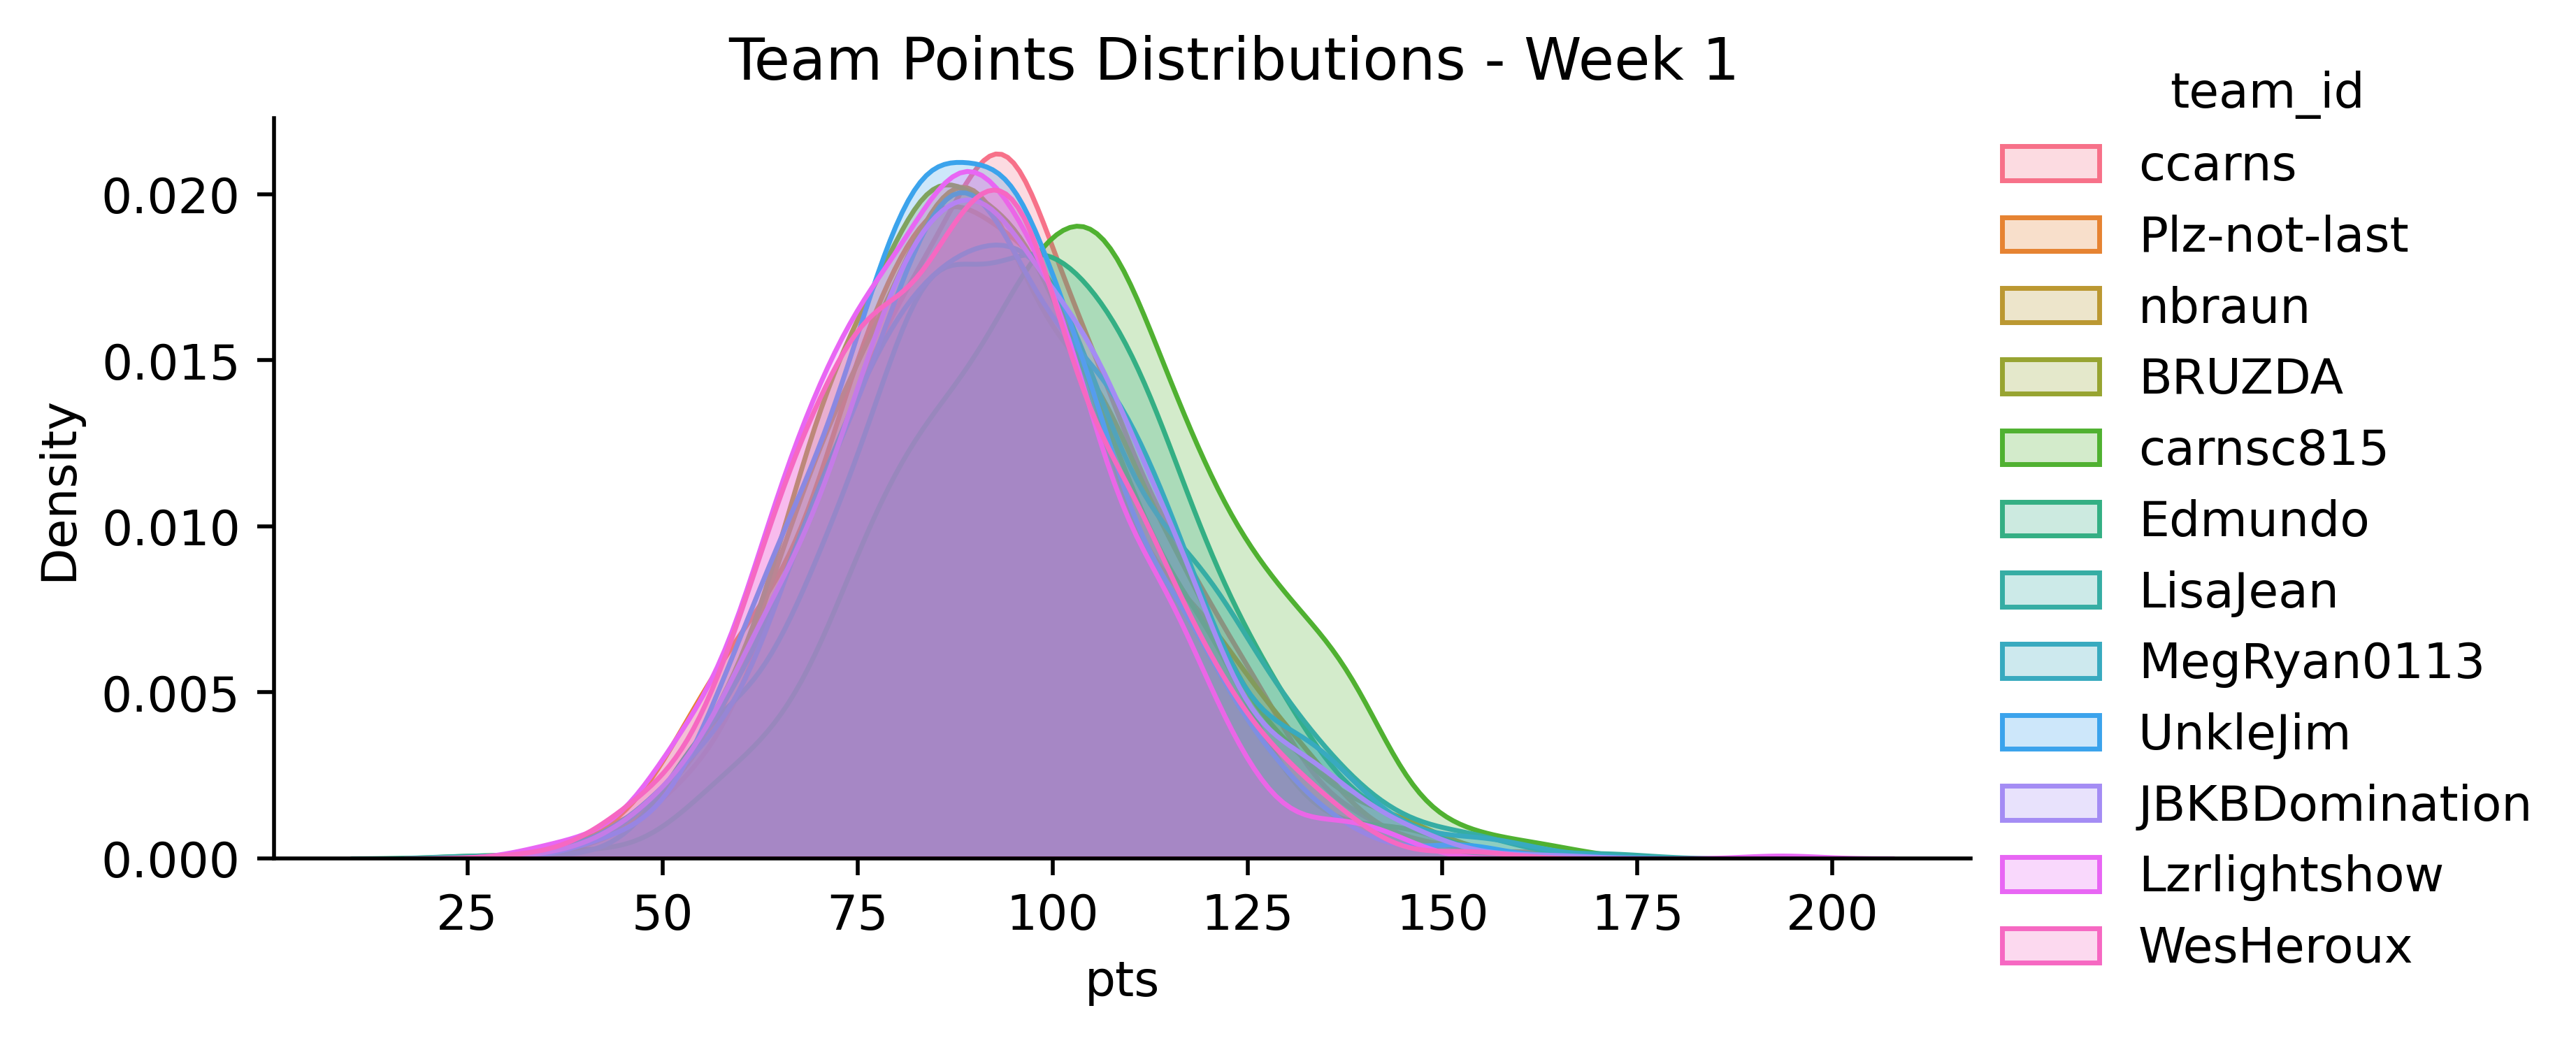 Team Points Distributions - Week 1
team_id
ccarns
Plz-not-last
nbraun
BRUZDA
carnsc815
Edmundo
LisaJean
MegRyan0113
UnkleJim
JBKBDomination
Lzrlightshow
WesHeroux
Density
0.020
0.015
0.010
0.005
0.000
25 50 75 100 125 150 175 200
pts